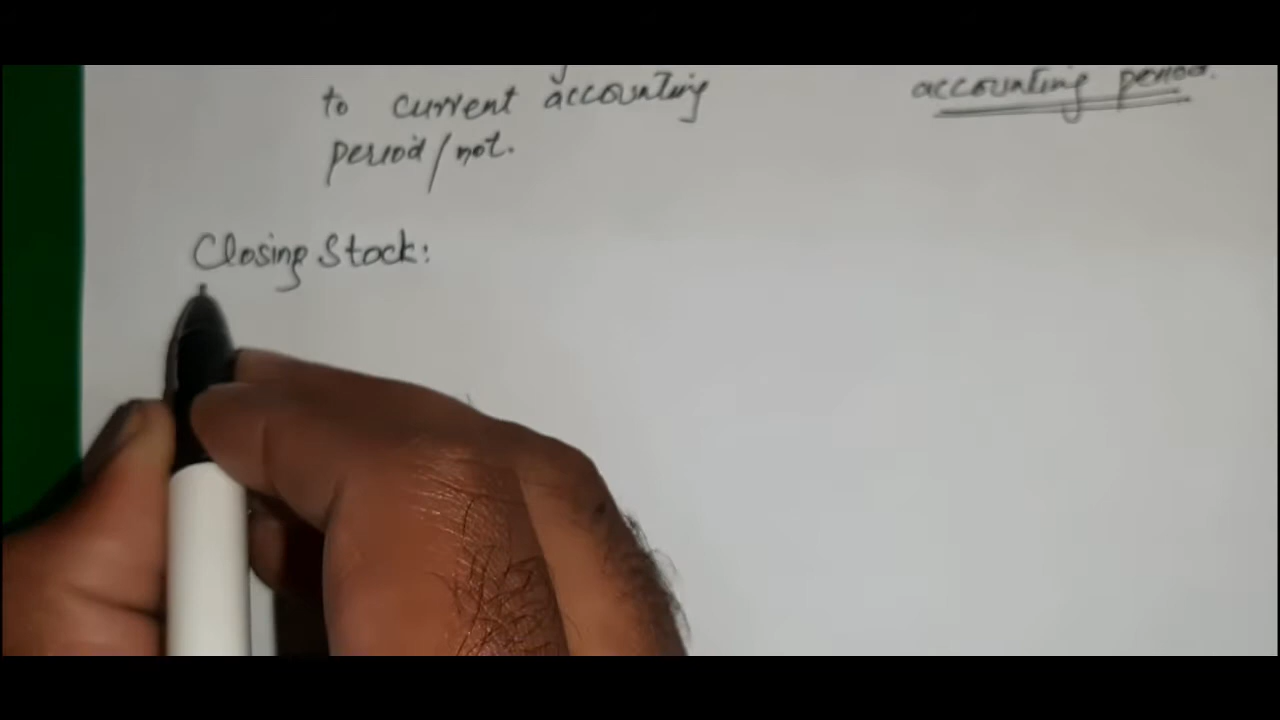 to current accounting
period/not.
accounting period.
Closing Stock: